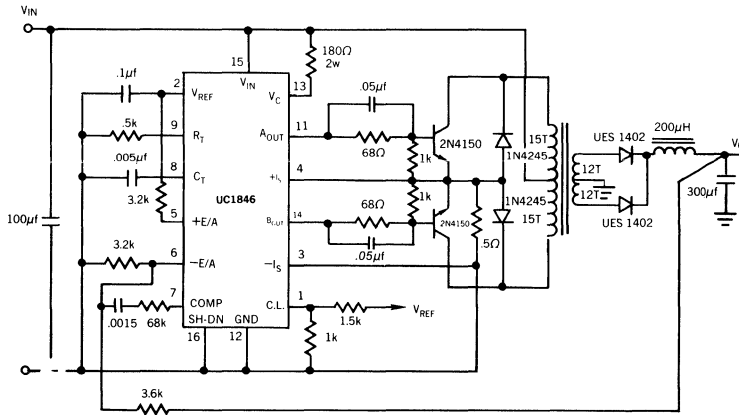 VIN
180Ω
2w
15
.1μf
2
VREF
VIN
VC
13
.05μf
.5k
9
RT
AOUT
11
68Ω
2N4150
1k
1N4245
15T
UES 1402
200μH
.005μf
8
CT
+IS
4
12T
300μf
3.2k
UC1846
1k
1N4245
12T
100μf
5
+E/A
BOUT
14
68Ω
2N4150
15T
UES 1402
.05μf
.5Ω
3.2k
6
−E/A
−IS
3
7
COMP
C.L.
1
1.5k
VREF
.0015
68k
SH-DN
GND
16
12
1k
3.6k